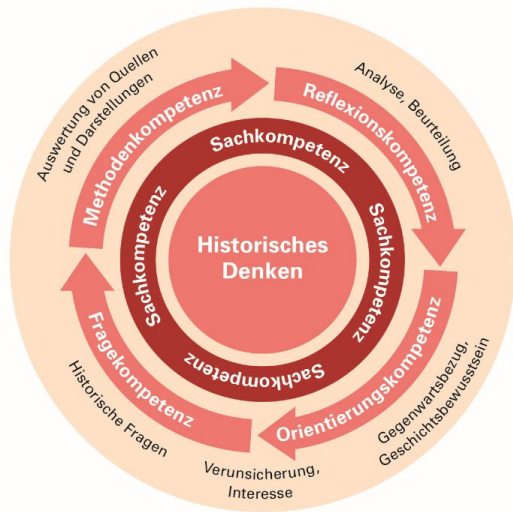 Auswertung von Quellen
und Darstellungen
Methodenkompetenz
Analyse, Beurteilung
Reflexionskompetenz
Sachkompetenz
Sachkompetenz
Sachkompetenz
Sachkompetenz
Historisches
Denken
Orientierungskompetenz
Gegenwartsbezug,
Geschichtsbewusstsein
Fragekompetenz
Historische Fragen
Verunsicherung,
Interesse